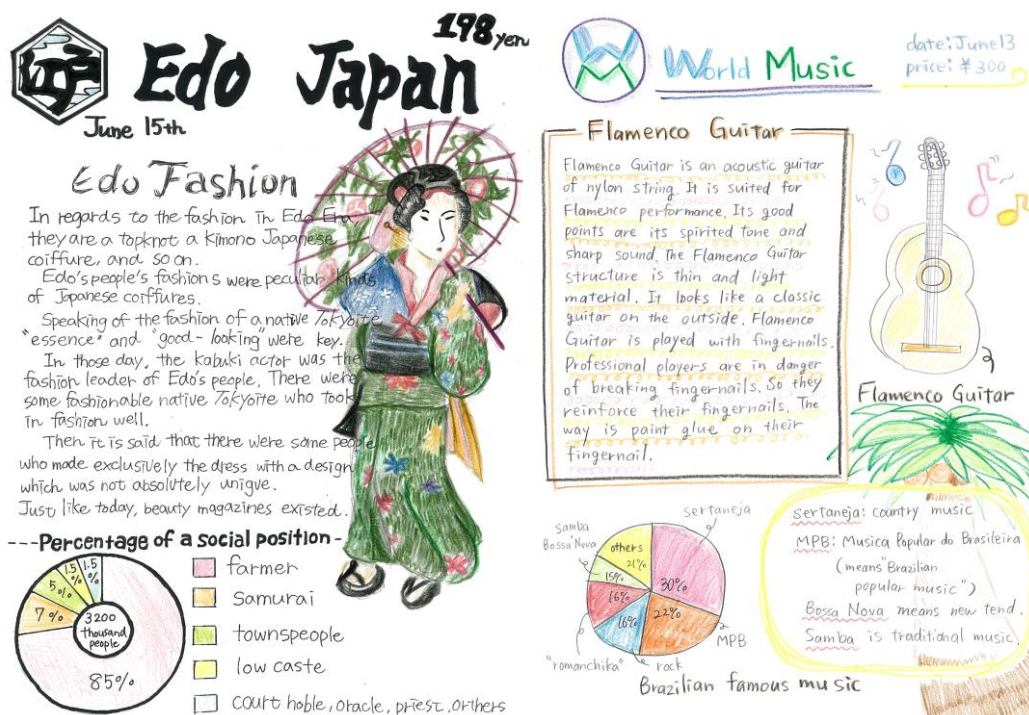 江戸
Edo Japan
198 yen
June 15th
Edo Fashion
In regards to the fashion in Edo Era
they are a topknot a Kimono Japanese
coiffure, and so on.
Edo's people's fashions were peculiar kinds
of Japanese coiffures.
Speaking of the fashion of a native Tokyoite
"essence" and "good-looking" were key.
In those day, the kabuki actor was the
fashion leader of Edo's people. There were
some fashionable native Tokyoite who took
in fashion well.
Then it is said that there were some people
who made exclusively the dress with a design
which was not absolutely unique.
Just like today, beauty magazines existed.
---Percentage of a social position-
1.5%
1.5%
5%
7%
3200
thousand
people
85%
farmer
Samurai
townspeople
low caste
court hoble, oracle, priest, orthers
WM
World Music
date: June13
price: ¥300
Flamenco Guitar
Flamenco Guitar is an acoustic guitar
of nylon string. It is suited for
Flamenco performance. Its good
points are its spirited tone and
sharp sound. the Flamenco Guitar
structure is thin and light
material. It looks like a classic
guitar on the outside. Flamenco
Guitar is played with fingernails.
Professional players are in danger
of breaking fingernails. So they
reinforce their fingernails. The
way is paint glue on their
fingernail.
Flamenco Guitar
sertaneja
Samba
Bossa Nova
others
21%
15%
30%
16%
16%
22%
MPB
"romanchika"
rock
Brazilian famous music
sertaneja: country music
MPB: Musica Popular do Brasileira
(means "Brazilian
popular music")
Bossa Nova means new tend.
Samba is traditional music.